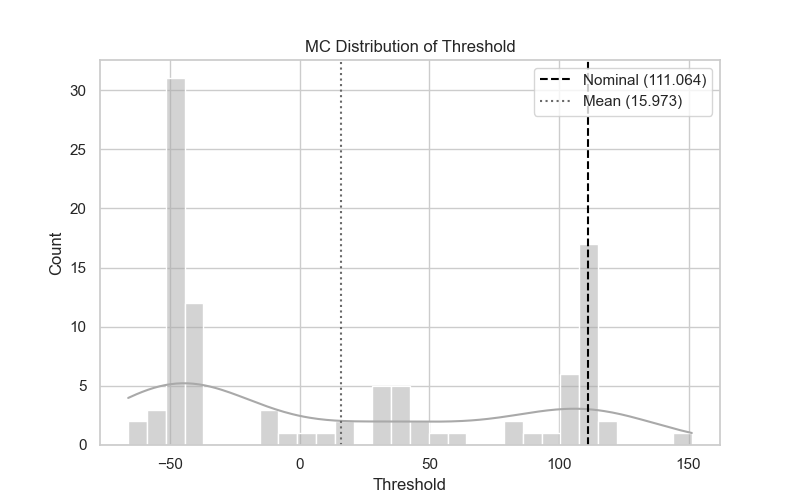 MC Distribution of Threshold
Nominal (111.064)
Mean (15.973)
30
25
20
15
10
5
0
Count
−50
0
50
100
150
Threshold